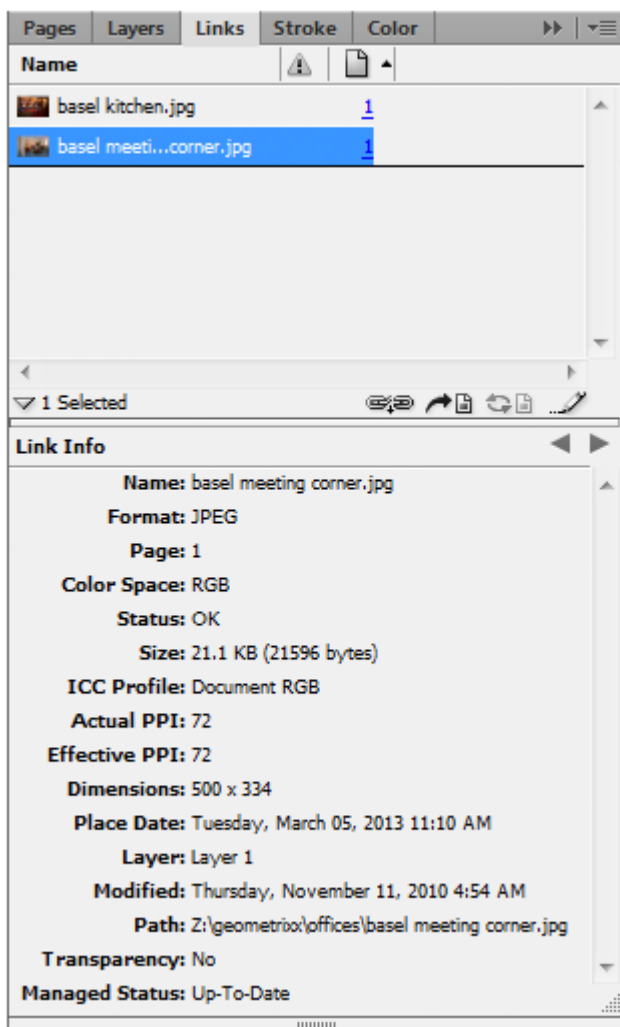 Pages Layers Links Stroke Color
Name
basel kitchen.jpg 1
basel meeti...corner.jpg 1
1 Selected
Link Info
Name: basel meeting corner.jpg
Format: JPEG
Page: 1
Color Space: RGB
Status: OK
Size: 21.1 KB (21596 bytes)
ICC Profile: Document RGB
Actual PPI: 72
Effective PPI: 72
Dimensions: 500 x 334
Place Date: Tuesday, March 05, 2013 11:10 AM
Layer: Layer 1
Modified: Thursday, November 11, 2010 4:54 AM
Path: Z:\geometrixx\offices\basel meeting corner.jpg
Transparency: No
Managed Status: Up-To-Date